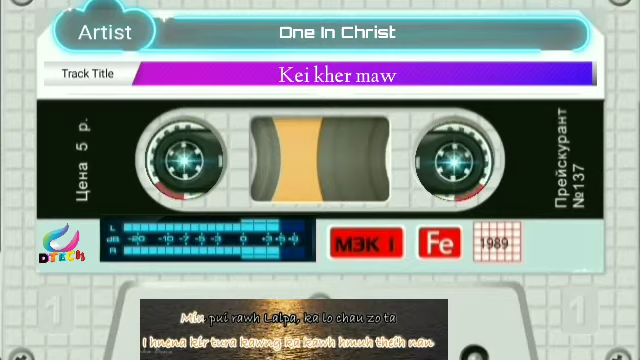 Artist
One In Christ
Track Title
Kei kher maw
Цена 5 р.
Прейскурант №137
L
dB -20 -10 -7 -5 -3 0 +3 +5 +8
R
МЭК I
Fe
1989
DTECH
Min pui rawh Lalpa, ka lo chau zo ta
I hnena kir tura kawng ka kawh hmuh theih nan